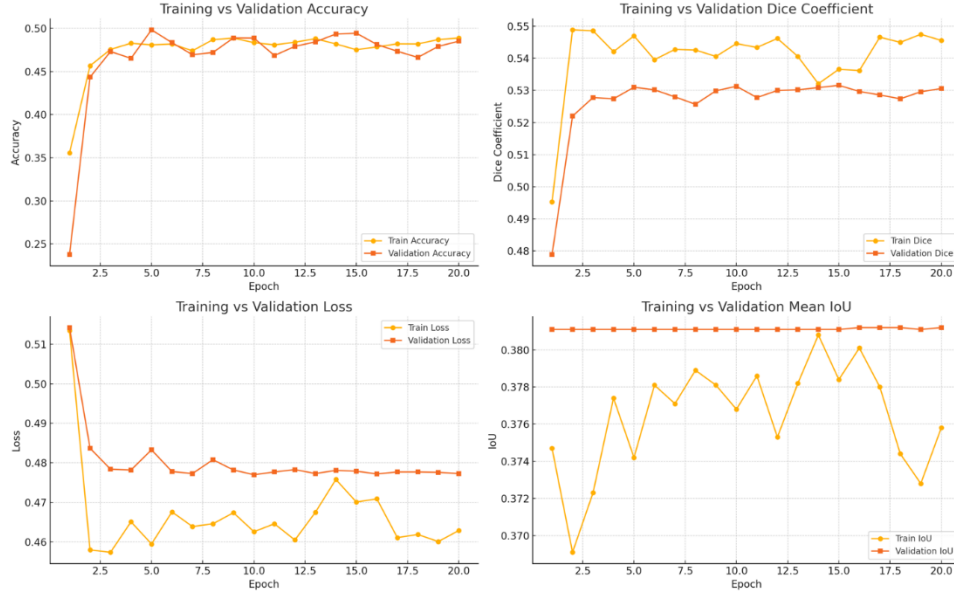 Training vs Validation Accuracy
0.50
0.45
0.40
0.35
0.30
0.25
Accuracy
Train Accuracy
Validation Accuracy
2.5 5.0 7.5 10.0 12.5 15.0 17.5 20.0
Epoch
Training vs Validation Dice Coefficient
0.55
0.54
0.53
0.52
0.51
0.50
0.49
0.48
Dice Coefficient
Train Dice
Validation Dice
2.5 5.0 7.5 10.0 12.5 15.0 17.5 20.0
Epoch
Training vs Validation Loss
0.51
0.50
0.49
0.48
0.47
0.46
Loss
Train Loss
Validation Loss
2.5 5.0 7.5 10.0 12.5 15.0 17.5 20.0
Epoch
Training vs Validation Mean IoU
0.380
0.378
0.376
0.374
0.372
0.370
IoU
Train IoU
Validation IoU
2.5 5.0 7.5 10.0 12.5 15.0 17.5 20.0
Epoch